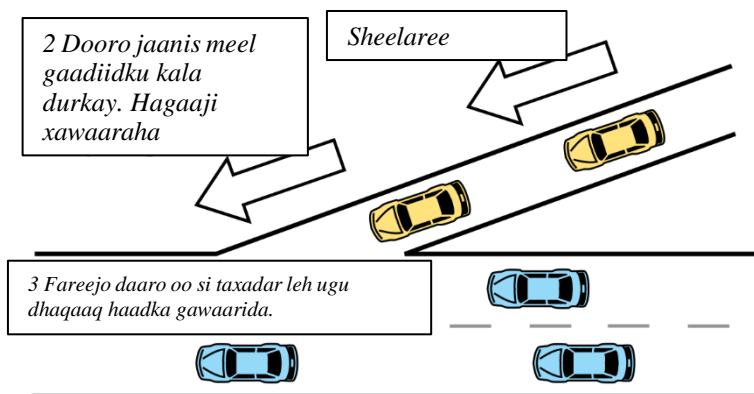 2 Dooro jaanis meel
gaadiidku kala
durkay. Hagaaji
xawaaraha
Sheelaree
3 Fareejo daaro oo si taxadar leh ugu
dhaqaaq haadka gawaarida.